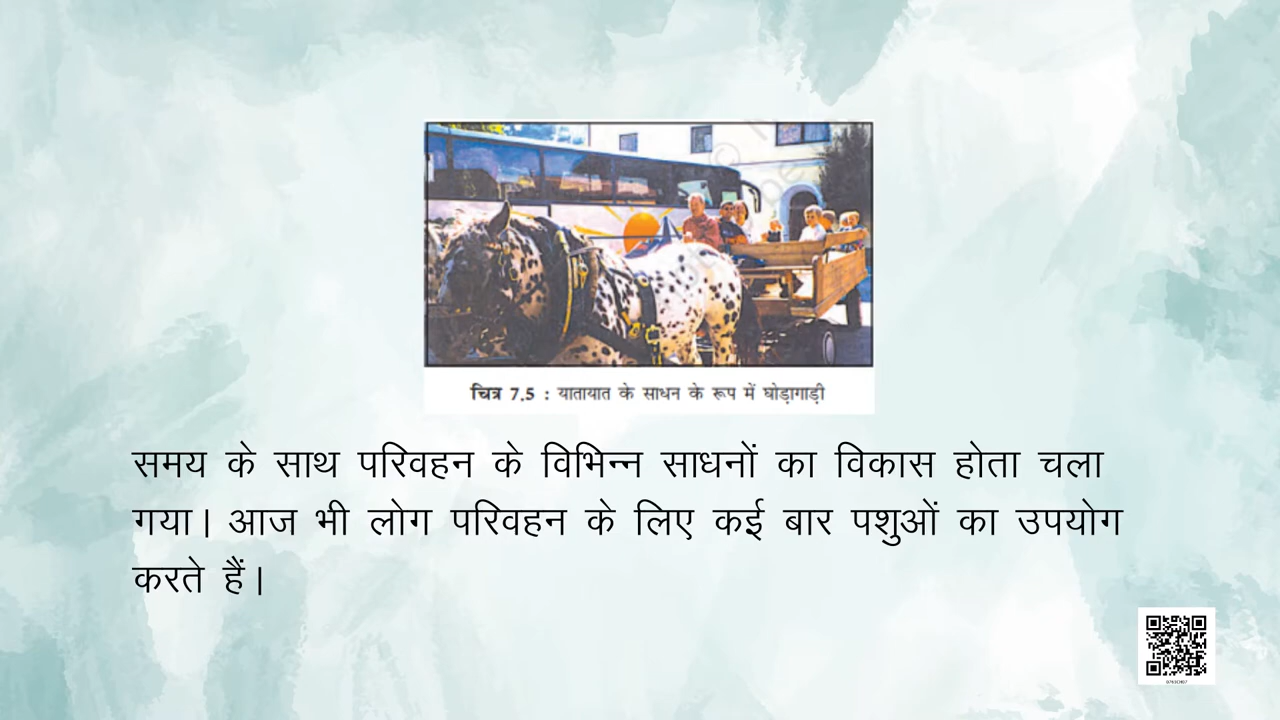 चित्र 7.5 : यातायात के साधन के रूप में घोड़ागाड़ी
समय के साथ परिवहन के विभिन्न साधनों का विकास होता चला
गया। आज भी लोग परिवहन के लिए कई बार पशुओं का उपयोग
करते हैं।